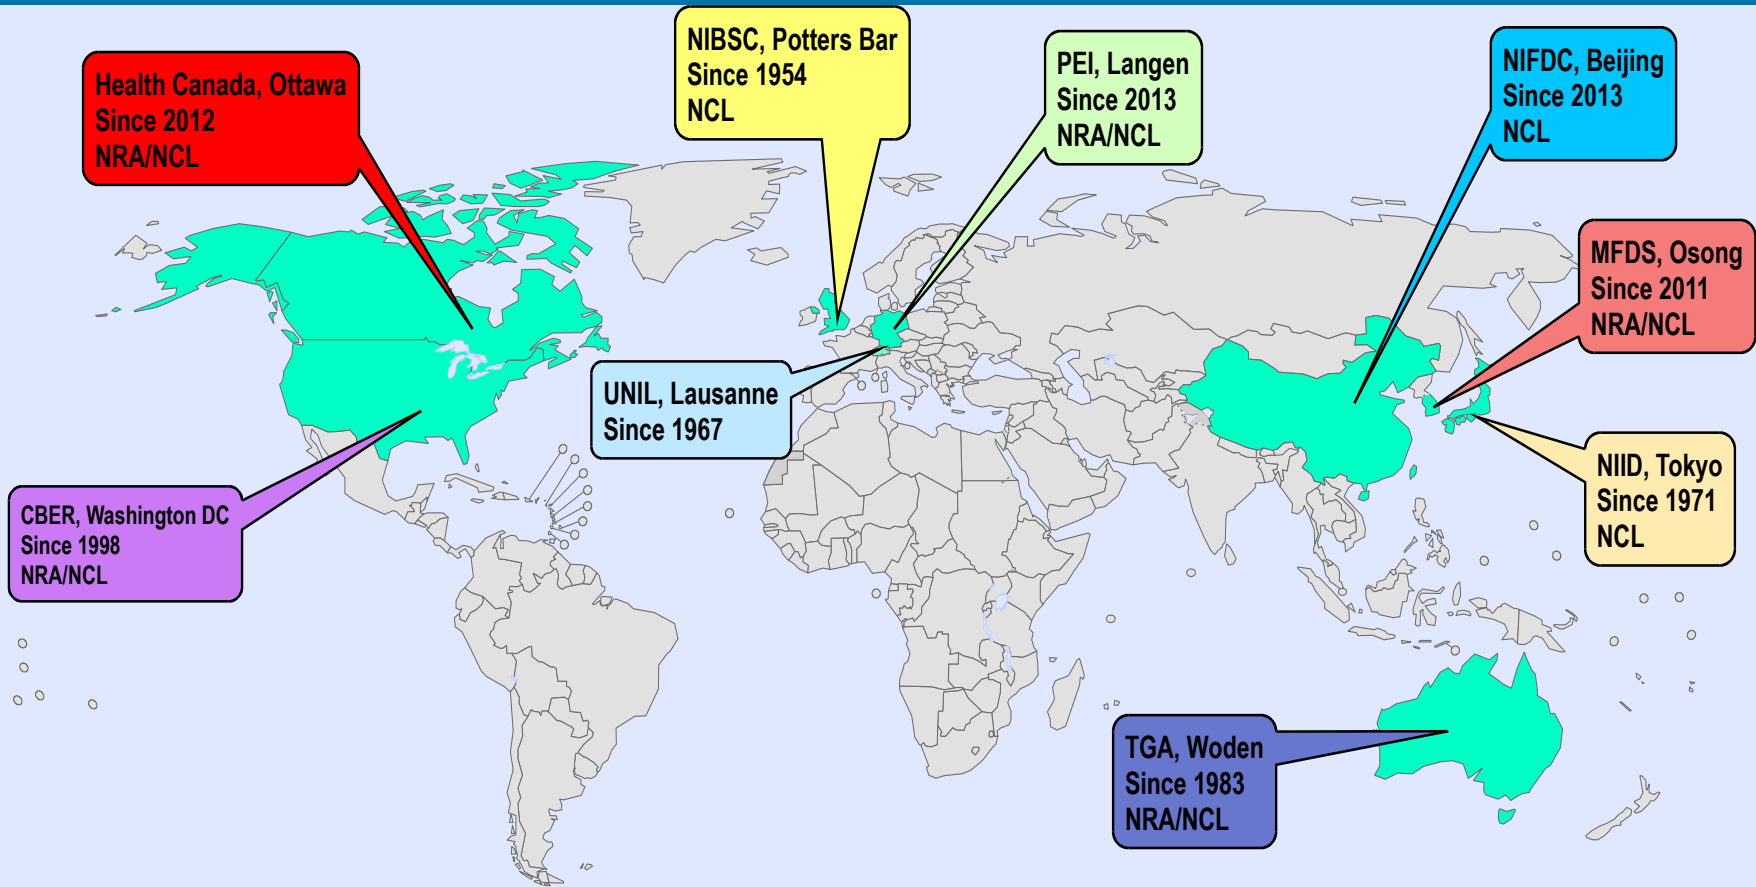 NIBSC, Potters Bar
Since 1954
NCL
PEI, Langen
Since 2013
NRA/NCL
NIFDC, Beijing
Since 2013
NCL
Health Canada, Ottawa
Since 2012
NRA/NCL
MFDS, Osong
Since 2011
NRA/NCL
UNIL, Lausanne
Since 1967
NIID, Tokyo
Since 1971
NCL
CBER, Washington DC
Since 1998
NRA/NCL
TGA, Woden
Since 1983
NRA/NCL